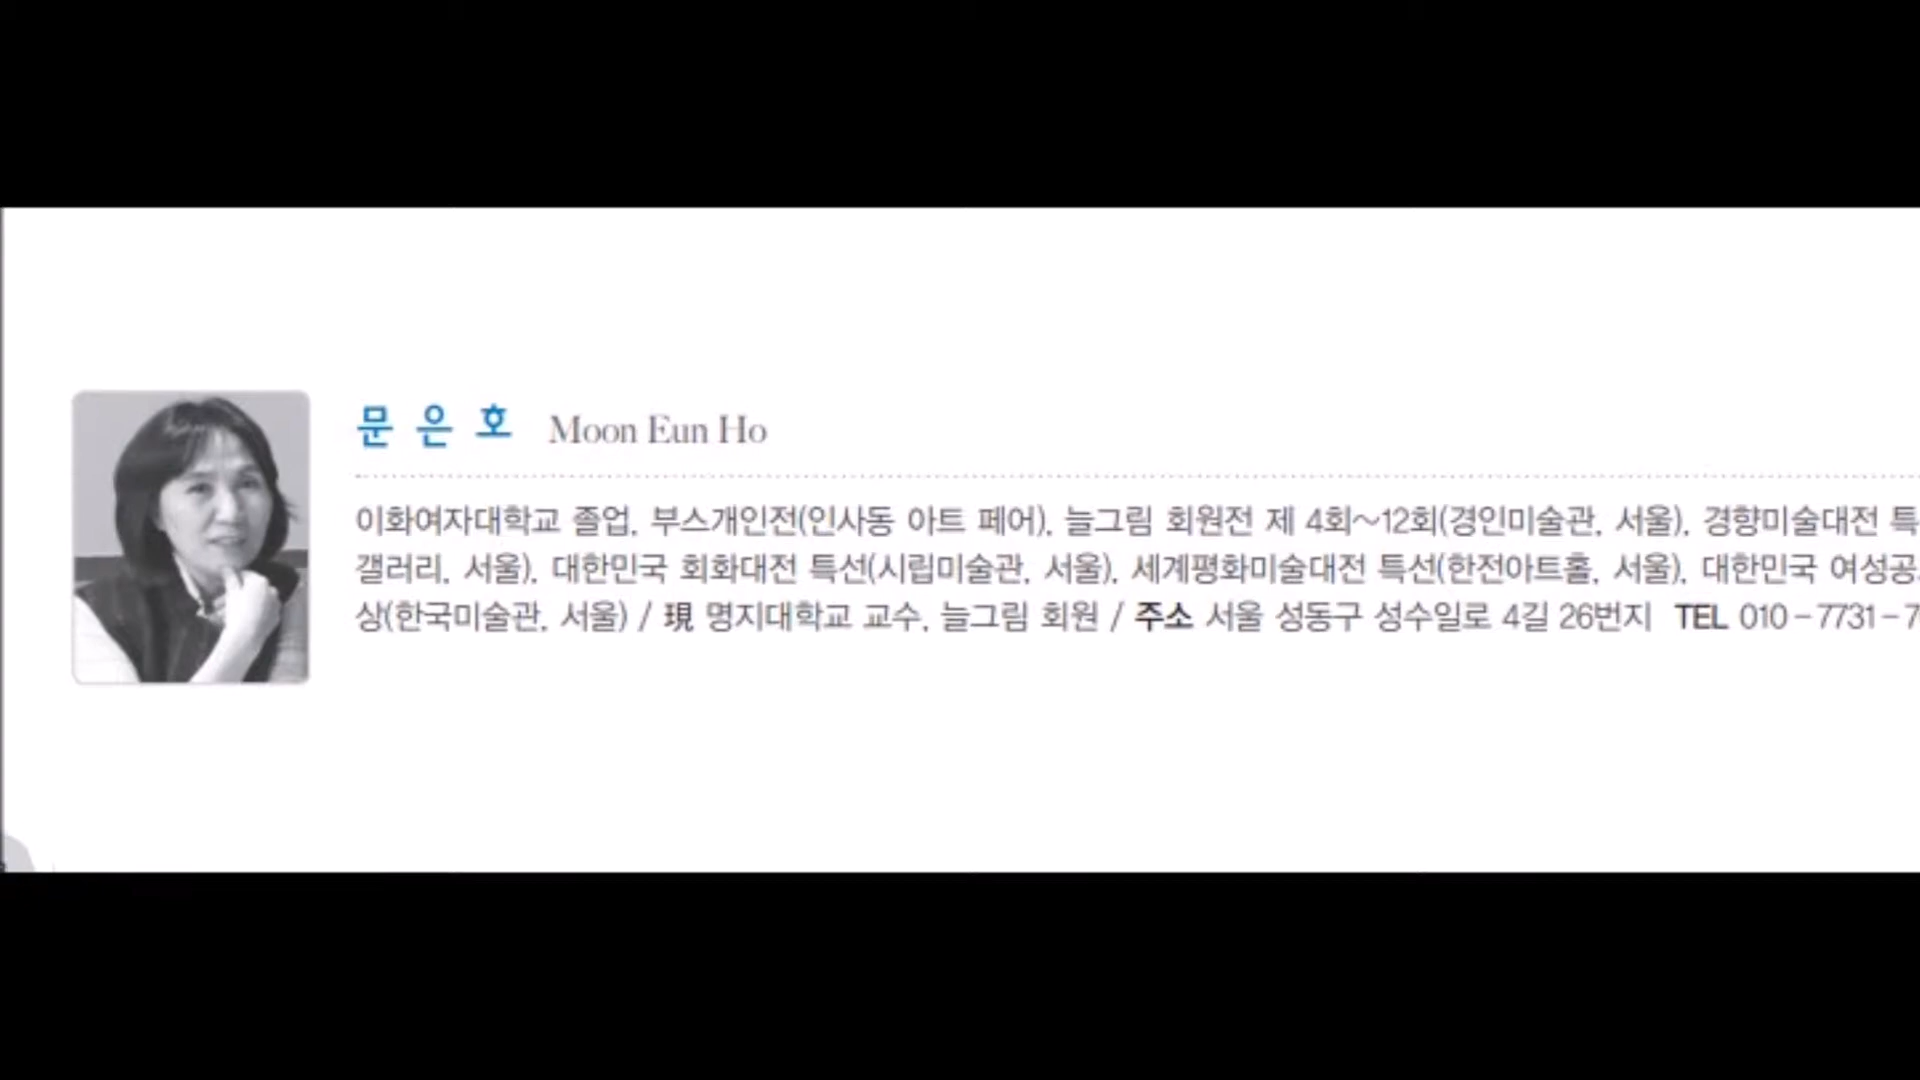 문은호 Moon Eun Ho
이화여자대학교 졸업, 부스개인전(인사동 아트 페어), 늘그림 회원전 제 4회~12회(경인미술관, 서울), 경향미술대전 특
갤러리, 서울), 대한민국 회화대전 특선(시립미술관, 서울), 세계평화미술대전 특선(한전아트홀, 서울), 대한민국 여성공
상(한국미술관, 서울) / 現 명지대학교 교수, 늘그림 회원 / 주소 서울 성동구 성수일로 4길 26번지 TEL 010-7731-7